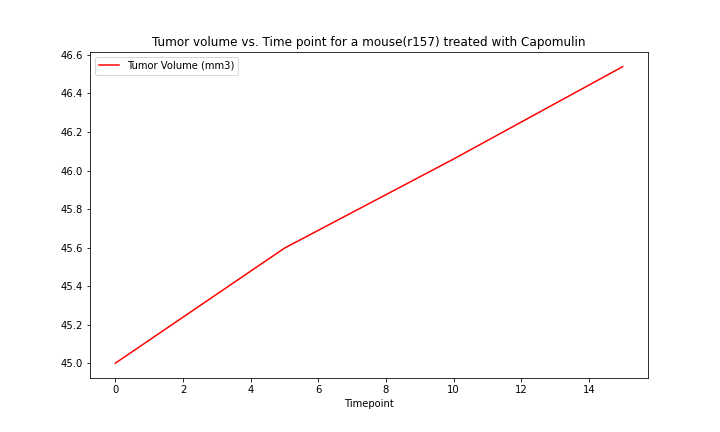 Tumor volume vs. Time point for a mouse(r157) treated with Capomulin
Tumor Volume (mm3)
46.6
46.4
46.2
46.0
45.8
45.6
45.4
45.2
45.0
0 2 4 6 8 10 12 14
Timepoint